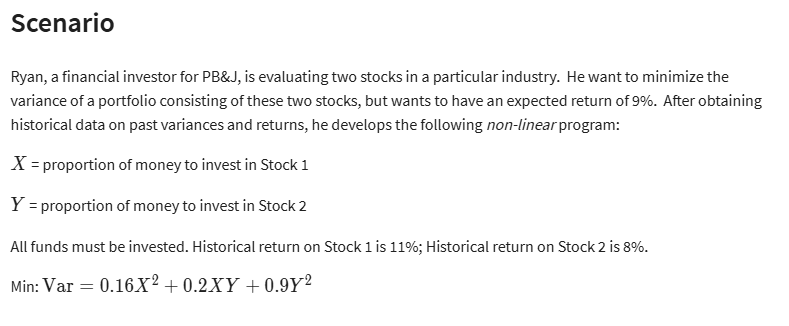 Scenario
Ryan, a financial investor for PB&J, is evaluating two stocks in a particular industry. He want to minimize the
variance of a portfolio consisting of these two stocks, but wants to have an expected return of 9%. After obtaining
historical data on past variances and returns, he develops the following non-linear program:
X = proportion of money to invest in Stock 1
Y = proportion of money to invest in Stock 2
All funds must be invested. Historical return on Stock 1 is 11%; Historical return on Stock 2 is 8%.
Min: Var = 0.16X² + 0.2XY + 0.9Y²